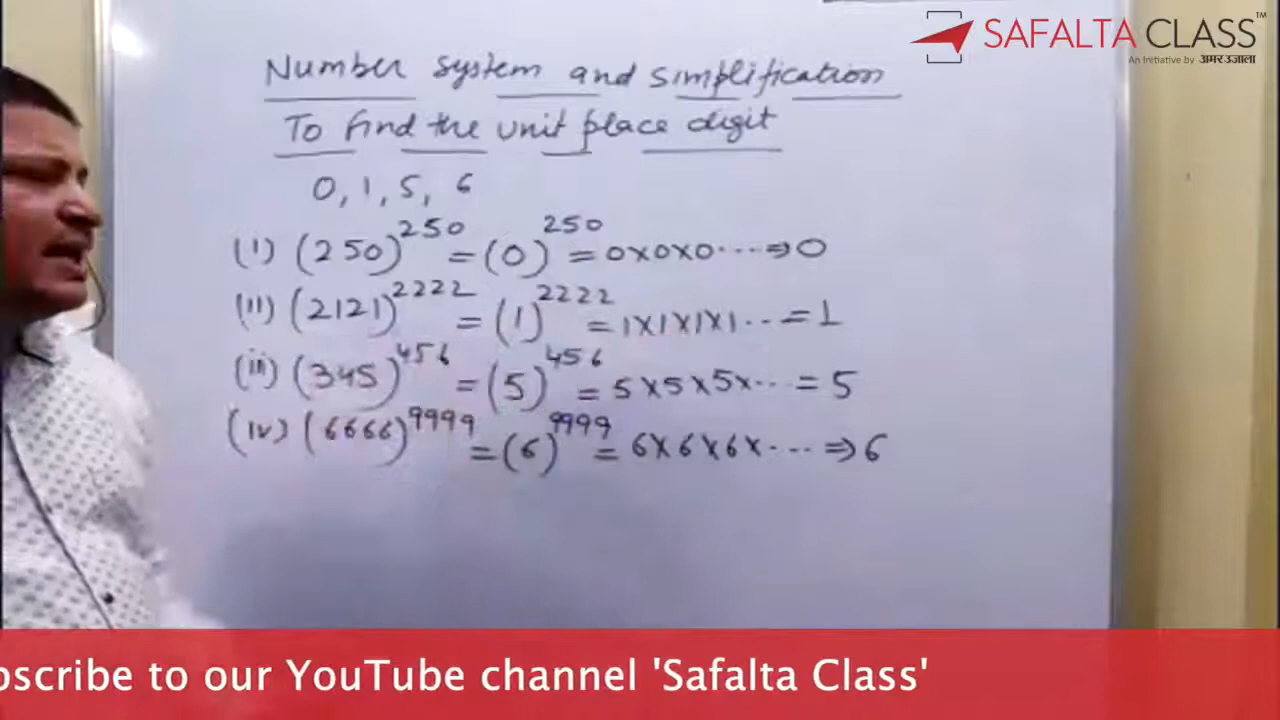 SAFALTA CLASS™
An Initiative by अमर उजाला
Number system and simplification
To find the unit place digit
0, 1, 5, 6
(i) (250)^250 = (0)^250 = 0×0×0.... ⇒ 0
(ii) (2121)^2222 = (1)^2222 = 1×1×1×1... = 1
(iii) (345)^456 = (5)^456 = 5×5×5×... = 5
(iv) (6666)^9999 = (6)^9999 = 6×6×6×.... ⇒ 6
bscribe to our YouTube channel 'Safalta Class'